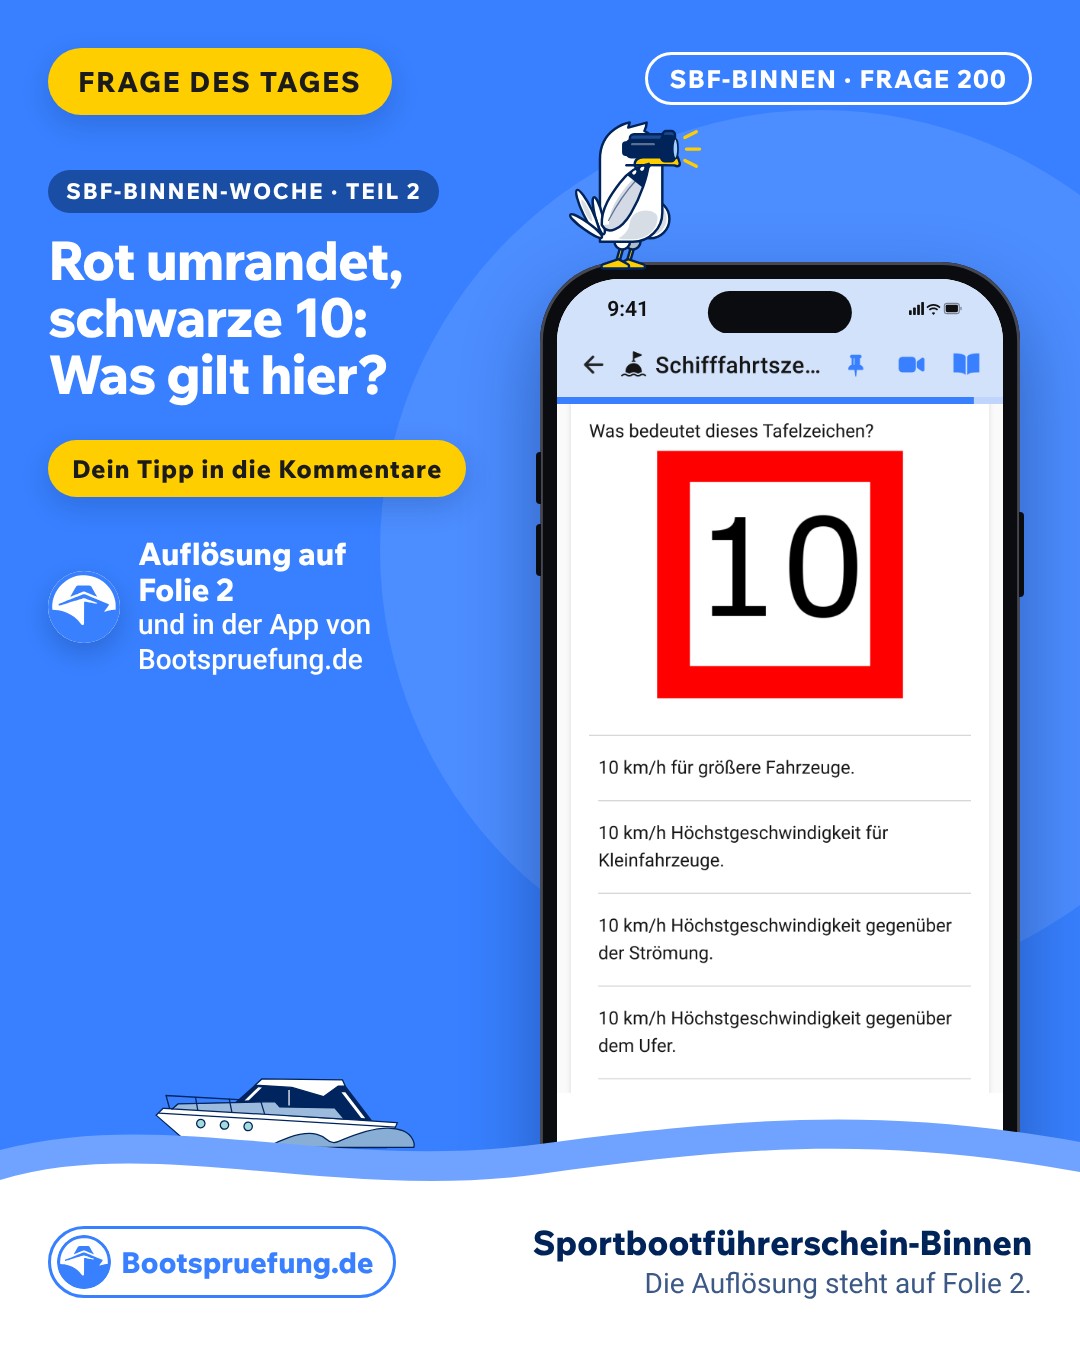 FRAGE DES TAGES
SBF-BINNEN · FRAGE 200
SBF-BINNEN-WOCHE · TEIL 2
Rot umrandet,
schwarze 10:
Was gilt hier?
Dein Tipp in die Kommentare
Auflösung auf
Folie 2
und in der App von
Bootspruefung.de
9:41
Schifffahrtsze...
Was bedeutet dieses Tafelzeichen?
10
10 km/h für größere Fahrzeuge.
10 km/h Höchstgeschwindigkeit für
Kleinfahrzeuge.
10 km/h Höchstgeschwindigkeit gegenüber
der Strömung.
10 km/h Höchstgeschwindigkeit gegenüber
dem Ufer.
Bootspruefung.de
Sportbootführerschein-Binnen
Die Auflösung steht auf Folie 2.